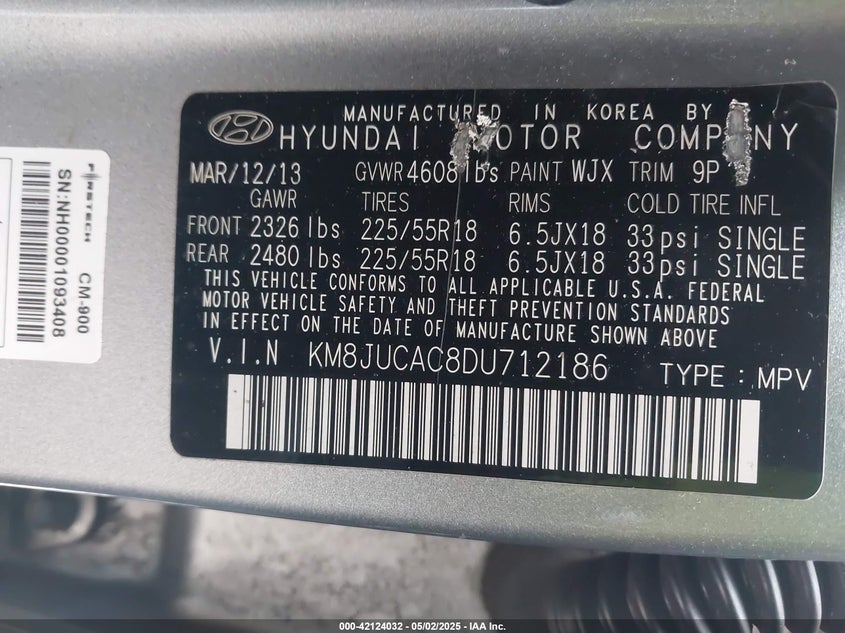 MANUFACTURED IN KOREA BY
HYUNDAI MOTOR COMPANY
MAR/12/13 GVWR 4608 lbs PAINT WJX TRIM 9P
GAWR TIRES RIMS COLD TIRE INFL
FRONT 2326 lbs 225/55R18 6.5JX18 33psi SINGLE
REAR 2480 lbs 225/55R18 6.5JX18 33psi SINGLE
THIS VEHICLE CONFORMS TO ALL APPLICABLE U.S.A. FEDERAL
MOTOR VEHICLE SAFETY AND THEFT PREVENTION STANDARDS
IN EFFECT ON THE DATE OF MANUFACTURE SHOWN ABOVE
V.I.N KM8JUCAC8DU712186 TYPE : MPV
FIRSTECH CM-900
SN:NH00001093408
000-42124032 - 05/02/2025 - IAA Inc.